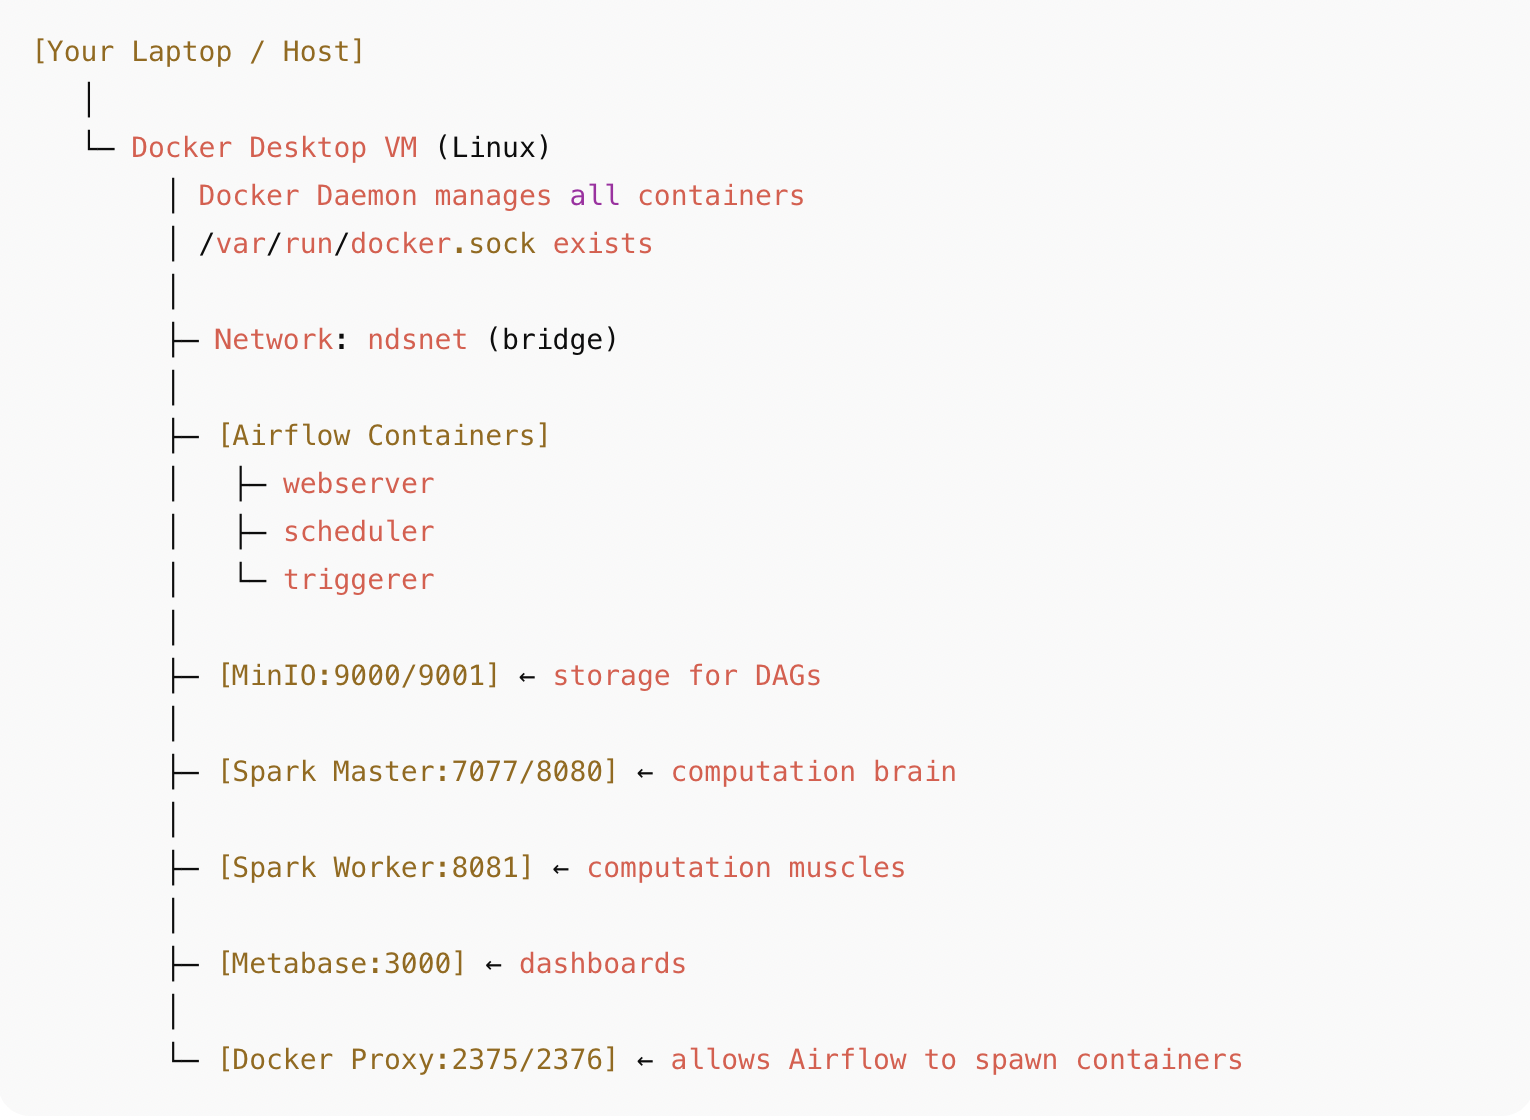 [Your Laptop / Host]
│
└─ Docker Desktop VM (Linux)
│ Docker Daemon manages all containers
│ /var/run/docker.sock exists
│
├─ Network: ndsnet (bridge)
│
├─ [Airflow Containers]
│   ├─ webserver
│   ├─ scheduler
│   └─ triggerer
│
├─ [MinIO:9000/9001] ← storage for DAGs
│
├─ [Spark Master:7077/8080] ← computation brain
│
├─ [Spark Worker:8081] ← computation muscles
│
├─ [Metabase:3000] ← dashboards
│
└─ [Docker Proxy:2375/2376] ← allows Airflow to spawn containers